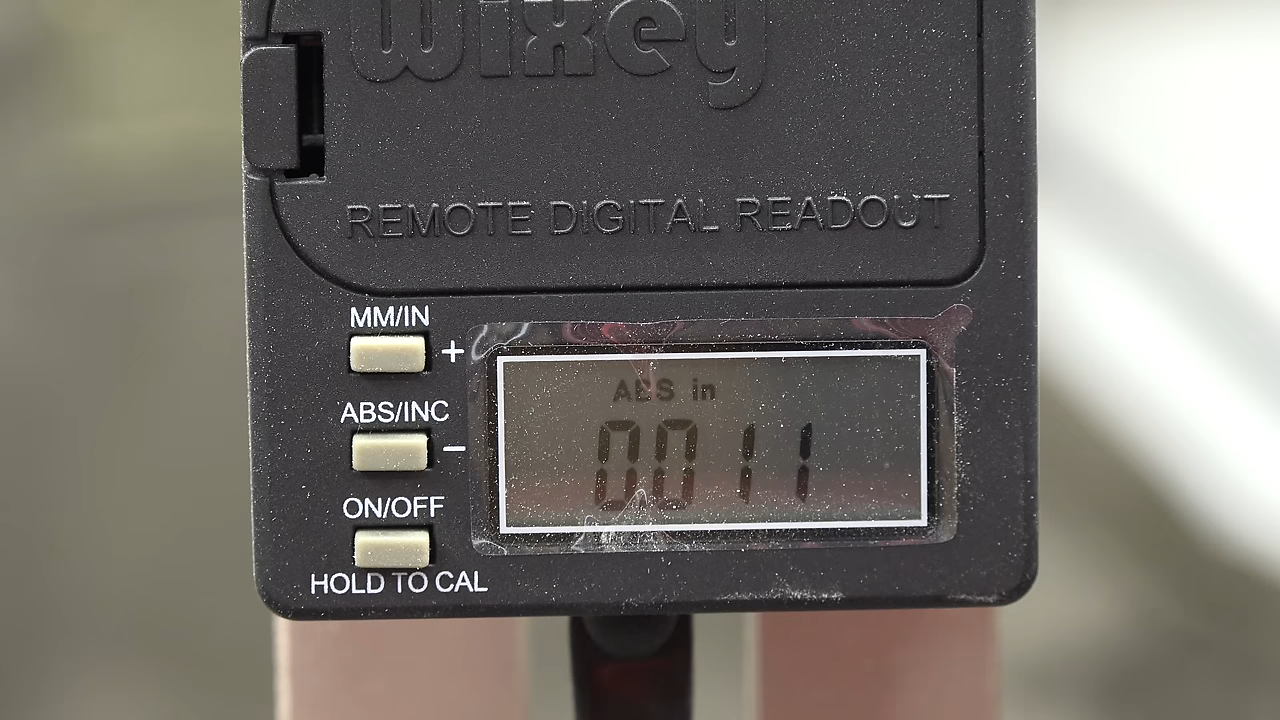 Wixey
REMOTE DIGITAL READOUT
MM/IN
+
ABS/INC
−
ON/OFF
HOLD TO CAL
ABS in
0011